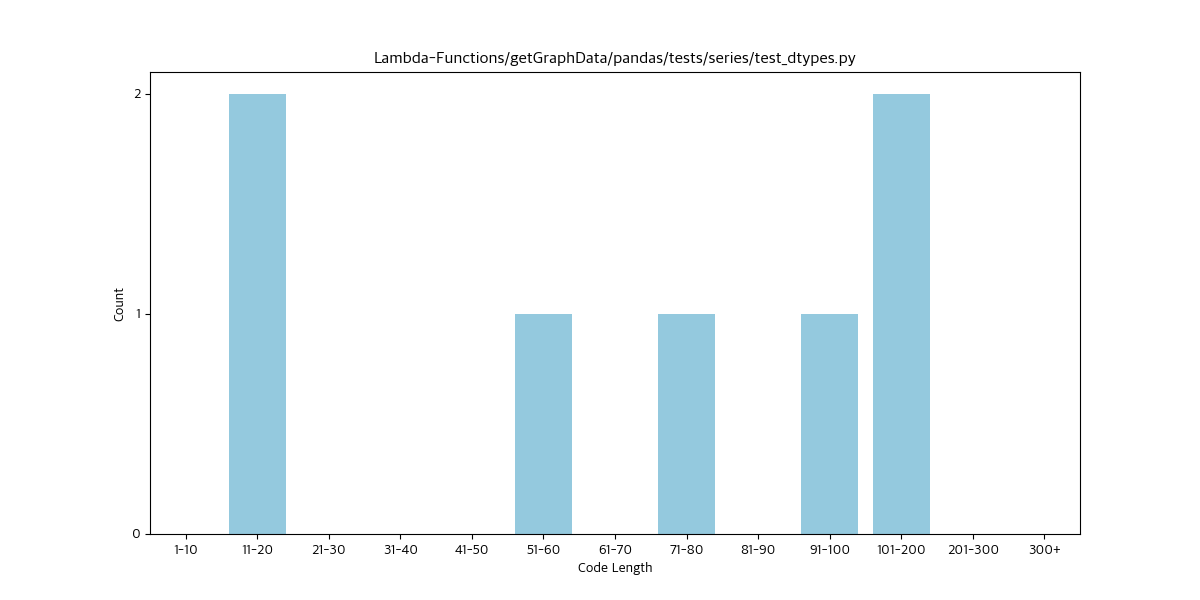 Lambda-Functions/getGraphData/pandas/tests/series/test_dtypes.py
2
1
0
Count
1-10 11-20 21-30 31-40 41-50 51-60 61-70 71-80 81-90 91-100 101-200 201-300 300+
Code Length